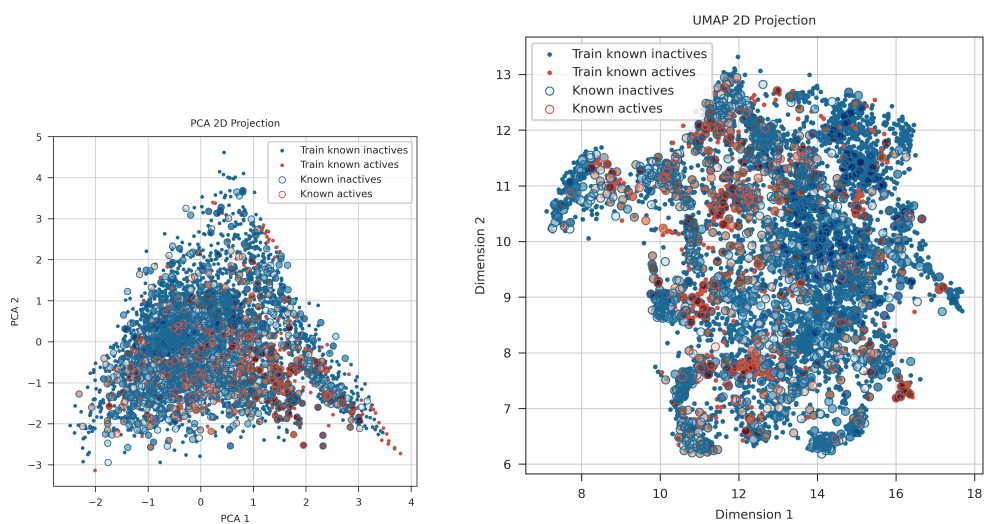 PCA 2D Projection
Train known inactives
Train known actives
Known inactives
Known actives
5
4
3
2
1
0
−1
−2
−3
PCA 2
−2
−1
0
1
2
3
4
PCA 1
UMAP 2D Projection
Train known inactives
Train known actives
Known inactives
Known actives
13
12
11
10
9
8
7
6
Dimension 2
8
10
12
14
16
18
Dimension 1